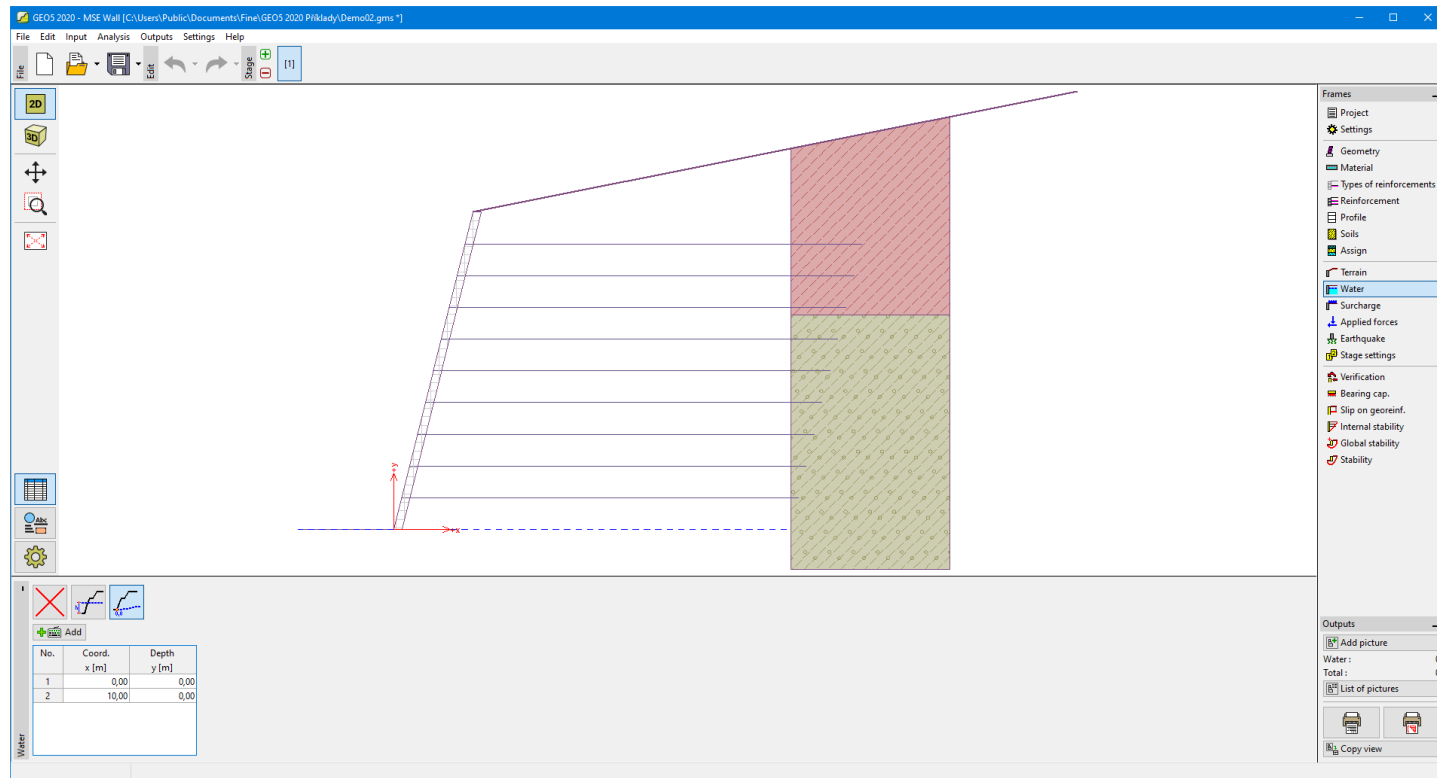 GEO5 2020 - MSE Wall [C:\Users\Public\Documents\Fine\GEO5 2020 Příklady\Demo02.gms *]
File Edit Input Analysis Outputs Settings Help
File
Edit
Stage
[1]
2D
3D
Abc
+y
+x
Frames
Project
Settings
Geometry
Material
Types of reinforcements
Reinforcement
Profile
Soils
Assign
Terrain
Water
Surcharge
Applied forces
Earthquake
Stage settings
Verification
Bearing cap.
Slip on georeinf.
Internal stability
Global stability
Stability
Water
Add
No. Coord. Depth
x [m] y [m]
1 0,00 0,00
2 10,00 0,00
Outputs
Add picture
Water :
Total :
List of pictures
Copy view